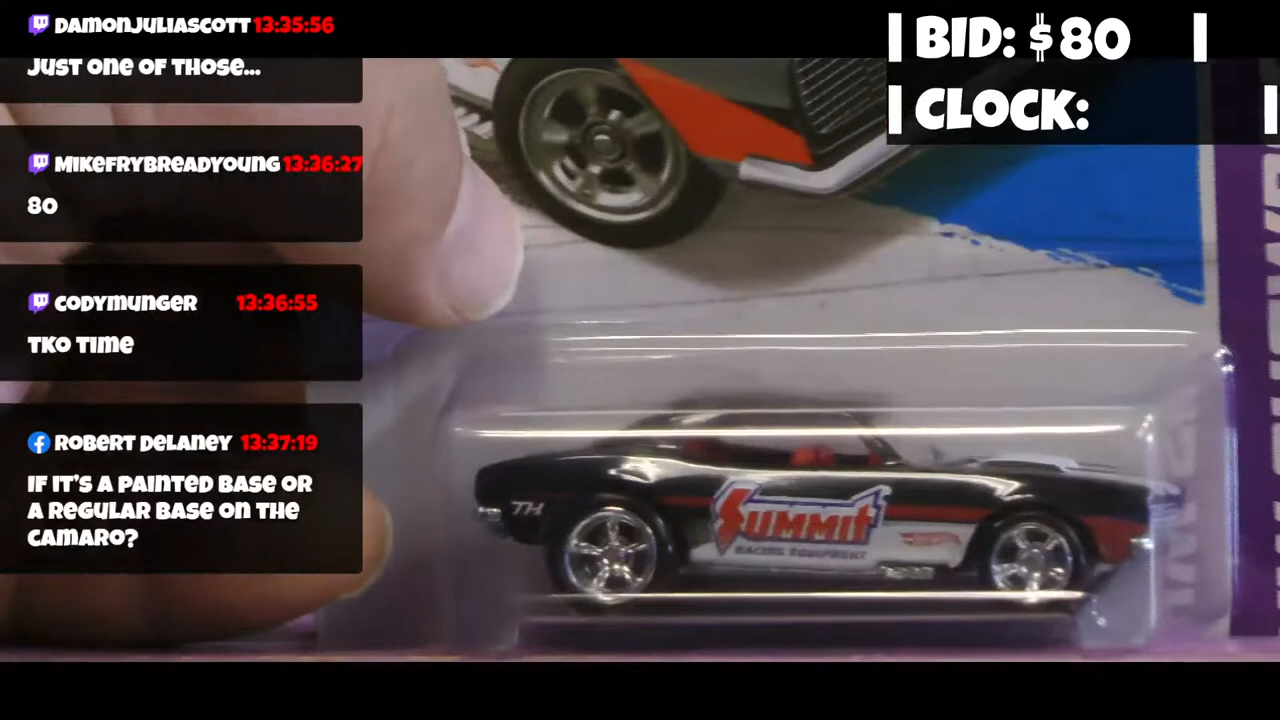 DAMONJULIASCOTT 13:35:56
JUST ONE OF THOSE...
MIKEFRYBREADYOUNG 13:36:27
80
CODYMUNGER 13:36:55
TKO TIME
ROBERT DELANEY 13:37:19
IF IT'S A PAINTED BASE OR
A REGULAR BASE ON THE
CAMARO?
| BID: $80 |
| CLOCK: |
TH
SUMMIT
RACING EQUIPMENT